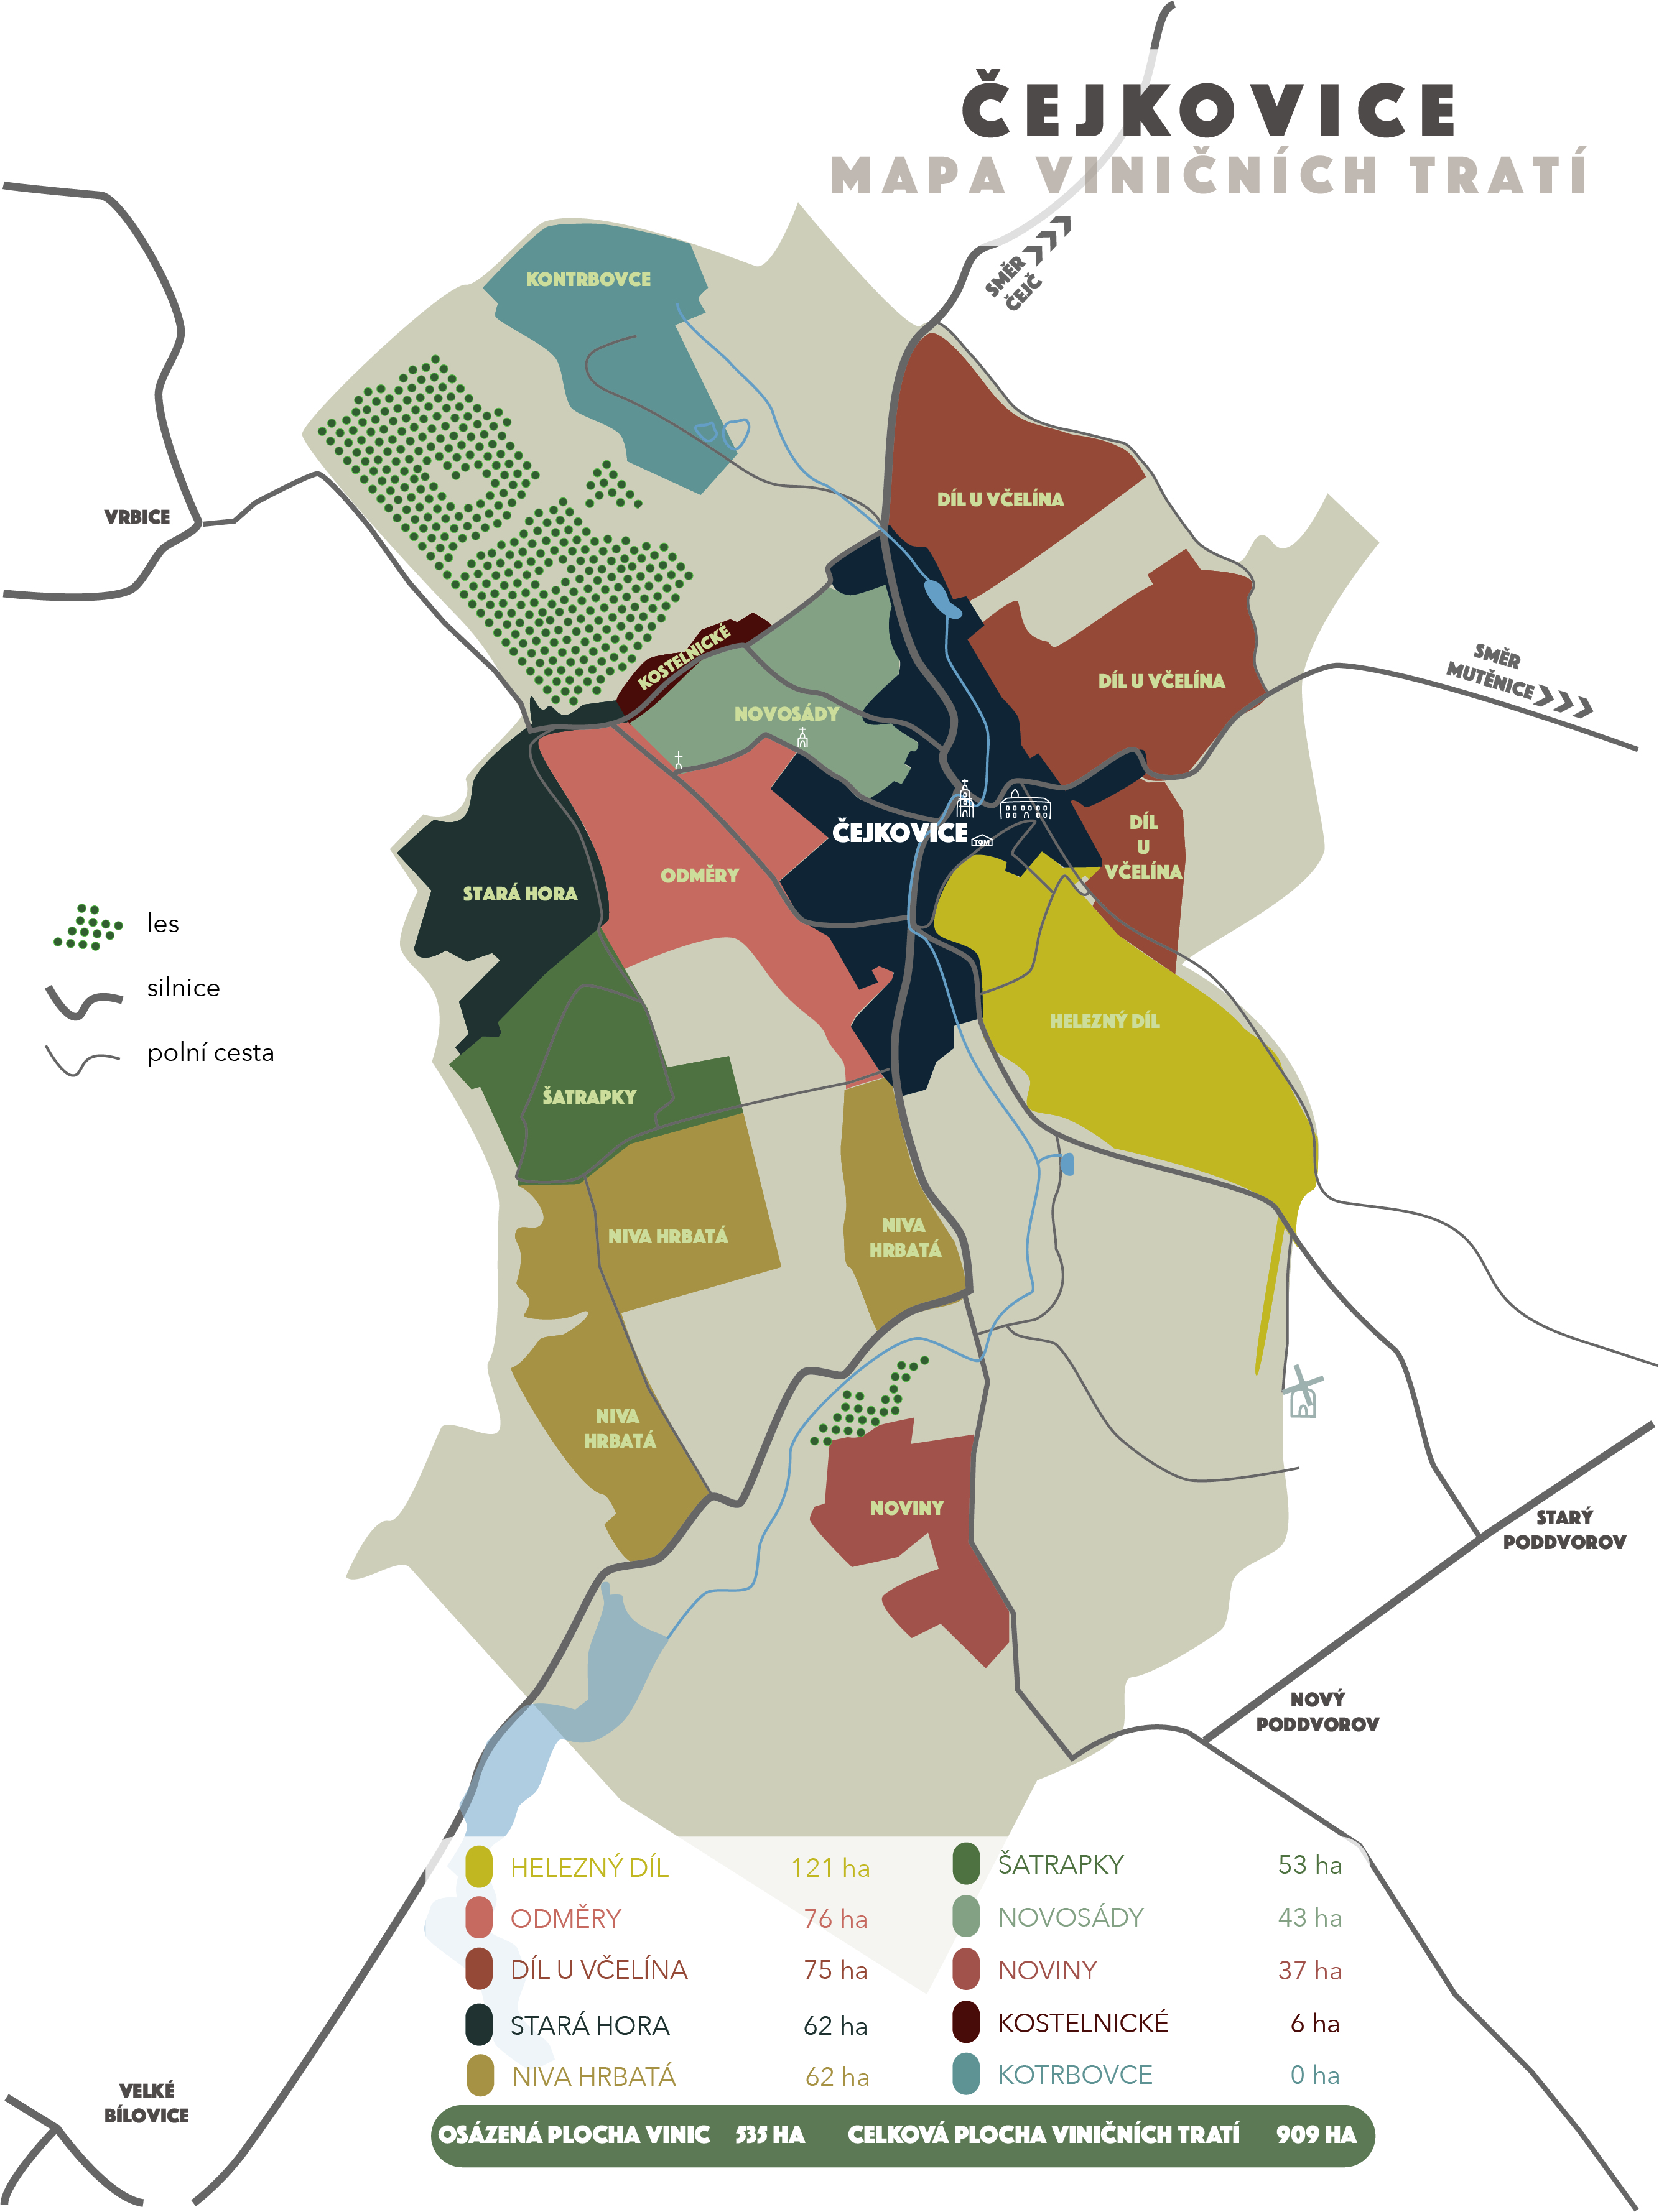 ČEJKOVICE
MAPA VINIČNÍCH TRATÍ
SMĚR
ČEJČ
KONTRBOVCE
VRBICE
DÍL U VČELÍNA
KOSTELNICKÉ
SMĚR
MUTĚNICE
DÍL U VČELÍNA
NOVOSÁDY
ČEJKOVICE
TGM
DÍL
U
VČELÍNA
ODMĚRY
STARÁ HORA
les
silnice
polní cesta
HELEZNÝ DÍL
ŠATRAPKY
NIVA HRBATÁ
NIVA
HRBATÁ
NIVA
HRBATÁ
NOVINY
STARÝ
PODDVOROV
NOVÝ
PODDVOROV
VELKÉ
BÍLOVICE
HELEZNÝ DÍL 121 ha
ODMĚRY 76 ha
DÍL U VČELÍNA 75 ha
STARÁ HORA 62 ha
NIVA HRBATÁ 62 ha
ŠATRAPKY 53 ha
NOVOSÁDY 43 ha
NOVINY 37 ha
KOSTELNICKÉ 6 ha
KOTRBOVCE 0 ha
OSÁZENÁ PLOCHA VINIC 535 HA CELKOVÁ PLOCHA VINIČNÍCH TRATÍ 909 HA